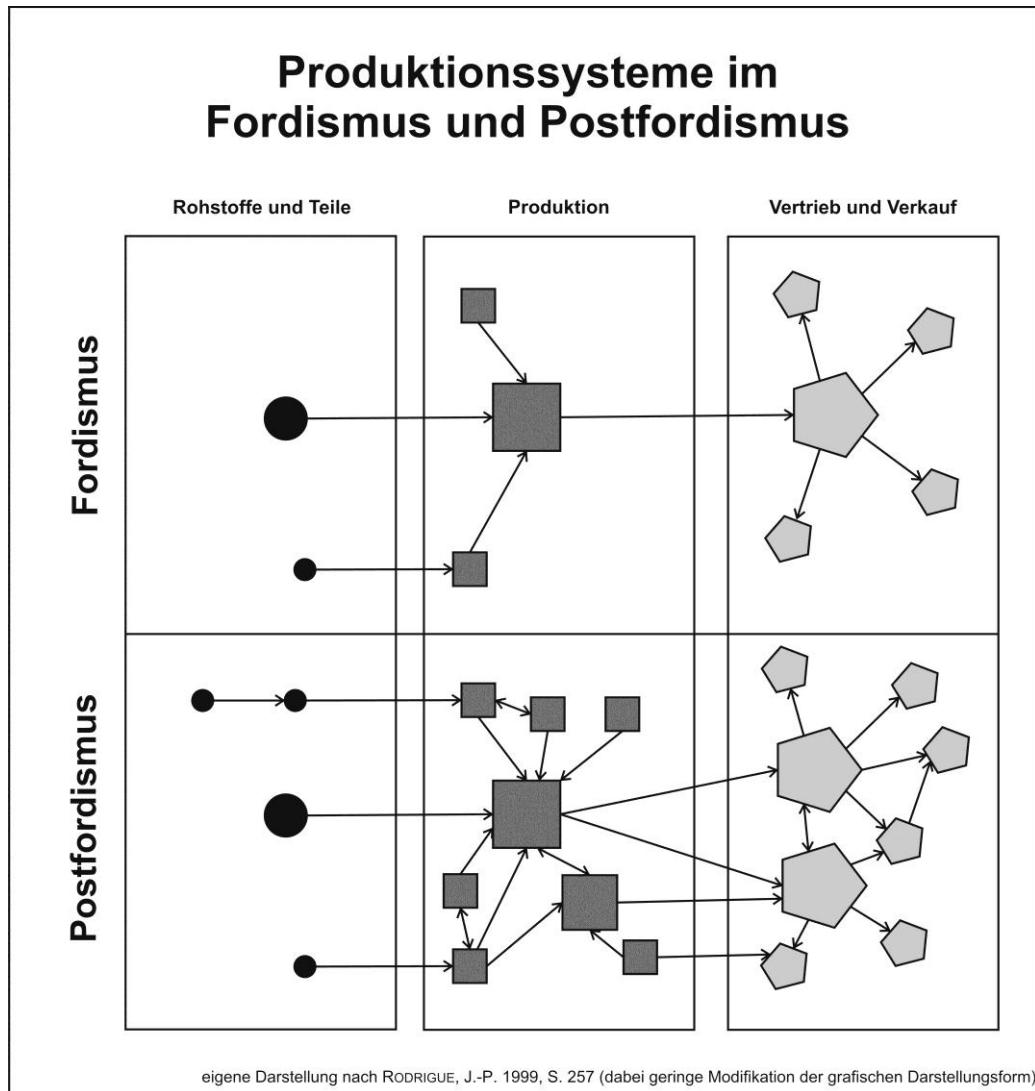 Produktionssysteme im
Fordismus und Postfordismus
Rohstoffe und Teile
Produktion
Vertrieb und Verkauf
Fordismus
Postfordismus
eigene Darstellung nach RODRIGUE, J.-P. 1999, S. 257 (dabei geringe Modifikation der grafischen Darstellungsform)